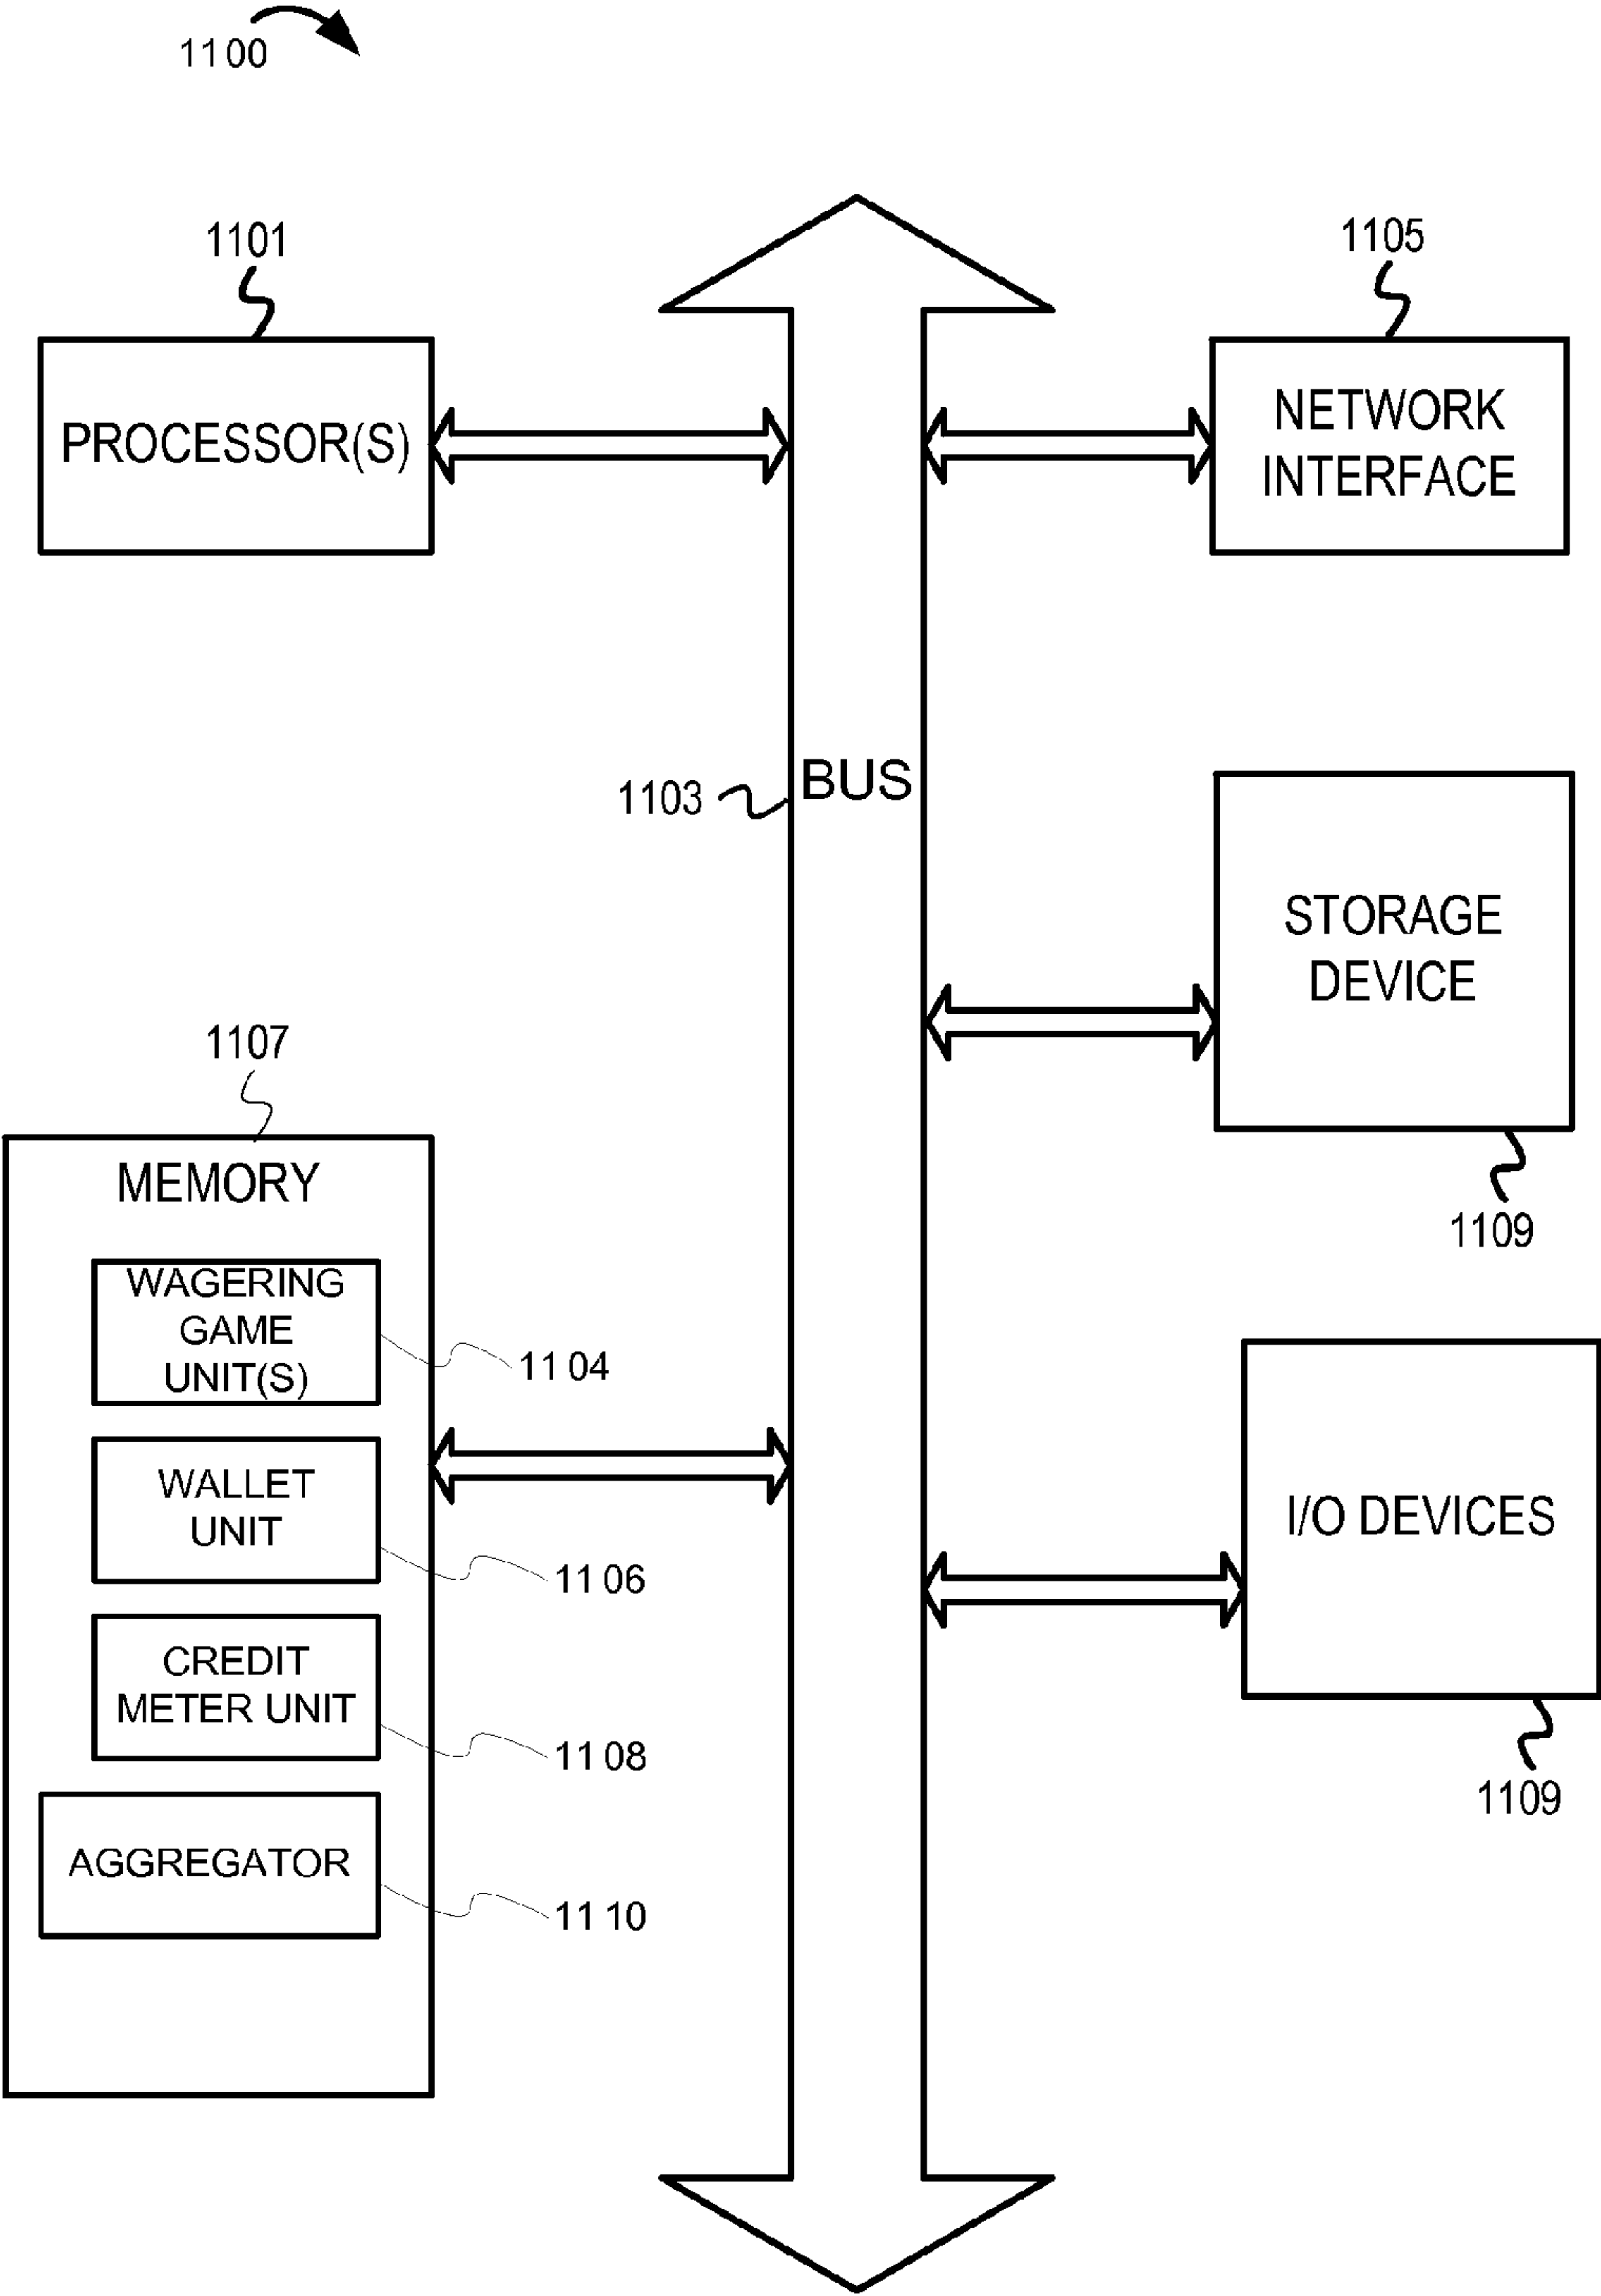 1100
1101
PROCESSOR(S)
1105
NETWORK
INTERFACE
1103
BUS
STORAGE
DEVICE
1109
1107
MEMORY
WAGERING
GAME
UNIT(S)
1104
WALLET
UNIT
1106
CREDIT
METER UNIT
1108
AGGREGATOR
1110
I/O DEVICES
1109